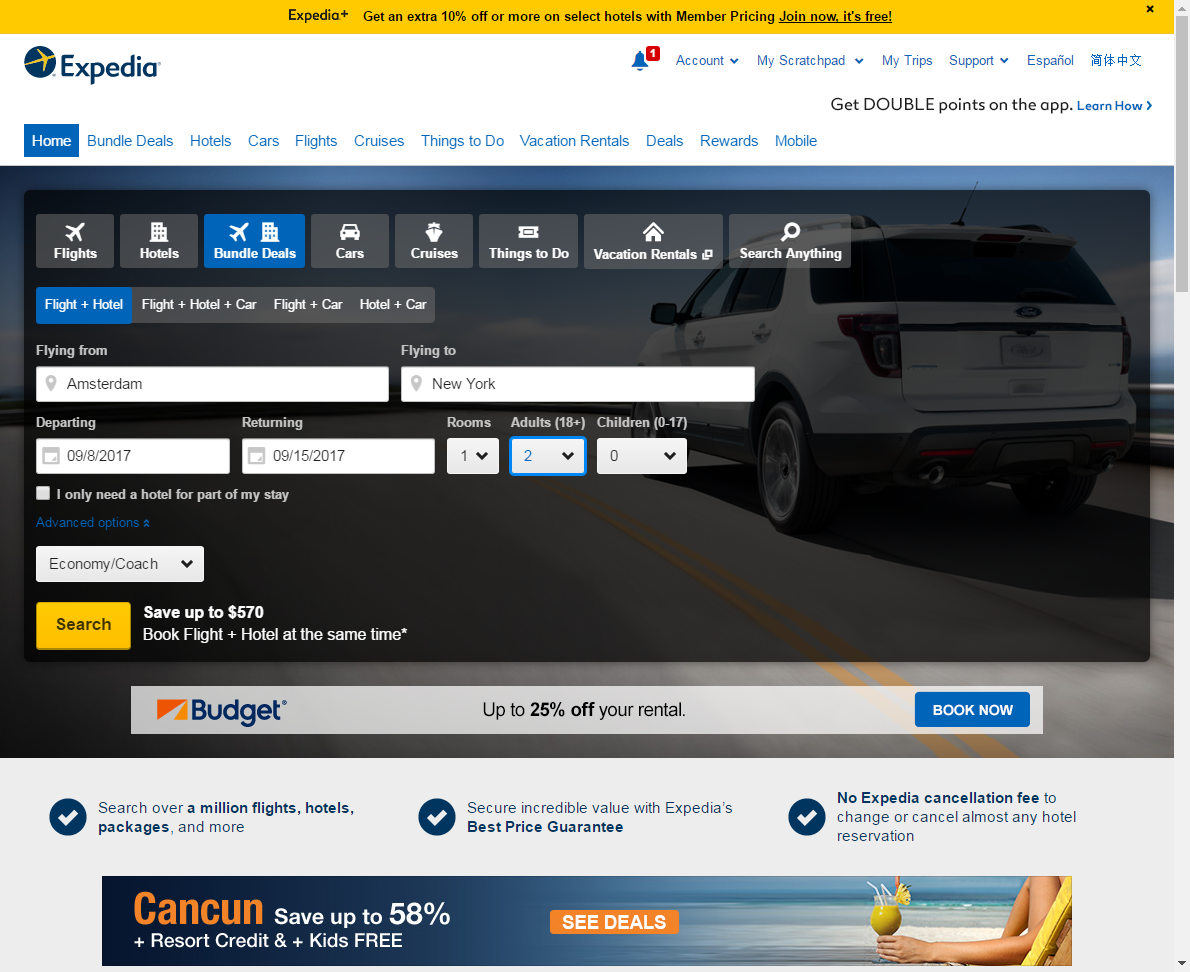 Expedia+ Get an extra 10% off or more on select hotels with Member Pricing Join now, it's free!
Expedia
1 Account My Scratchpad My Trips Support Español 简体中文
Get DOUBLE points on the app. Learn How
Home Bundle Deals Hotels Cars Flights Cruises Things to Do Vacation Rentals Deals Rewards Mobile
Flights Hotels Bundle Deals Cars Cruises Things to Do Vacation Rentals Search Anything
Flight + Hotel Flight + Hotel + Car Flight + Car Hotel + Car
Flying from Flying to
Amsterdam New York
Departing Returning Rooms Adults (18+) Children (0-17)
09/8/2017 09/15/2017 1 2 0
I only need a hotel for part of my stay
Advanced options
Economy/Coach
Search
Save up to $570
Book Flight + Hotel at the same time*
Budget® Up to 25% off your rental. BOOK NOW
Search over a million flights, hotels,
packages, and more
Secure incredible value with Expedia’s
Best Price Guarantee
No Expedia cancellation fee to
change or cancel almost any hotel
reservation
Cancun Save up to 58%
+ Resort Credit & + Kids FREE
SEE DEALS